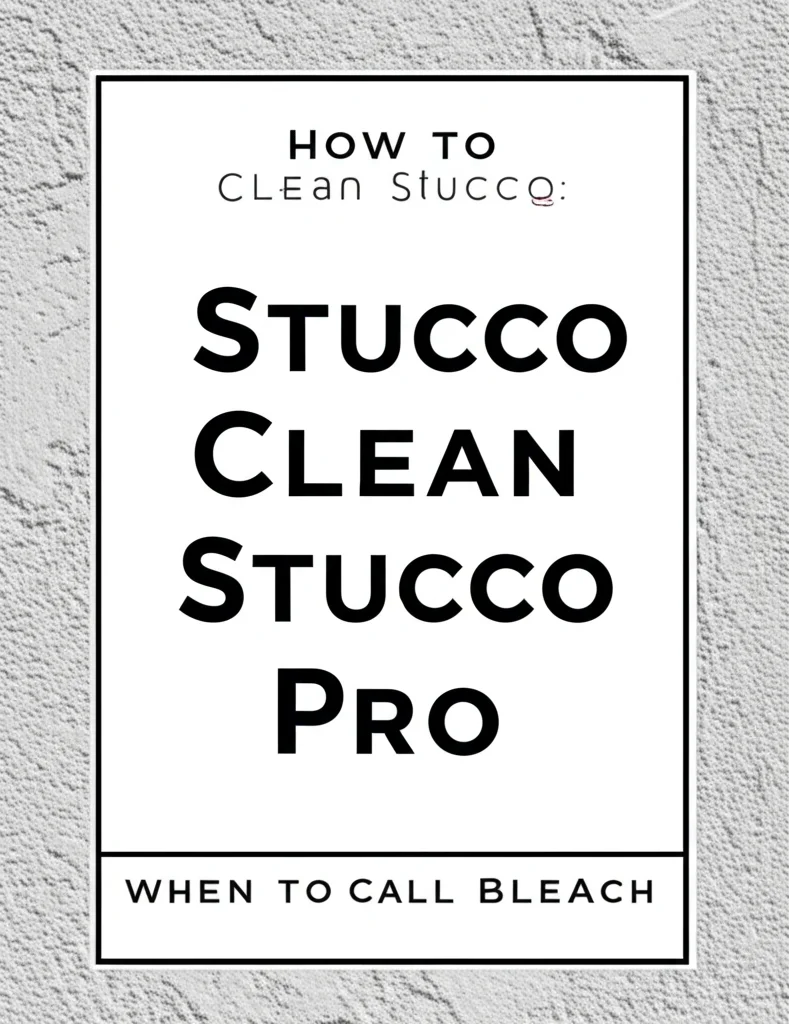 HOW TO
CLEan Stucco:
STUCCO
CLEAN
STUCCO
PRO
WHEN TO CALL BLEACH